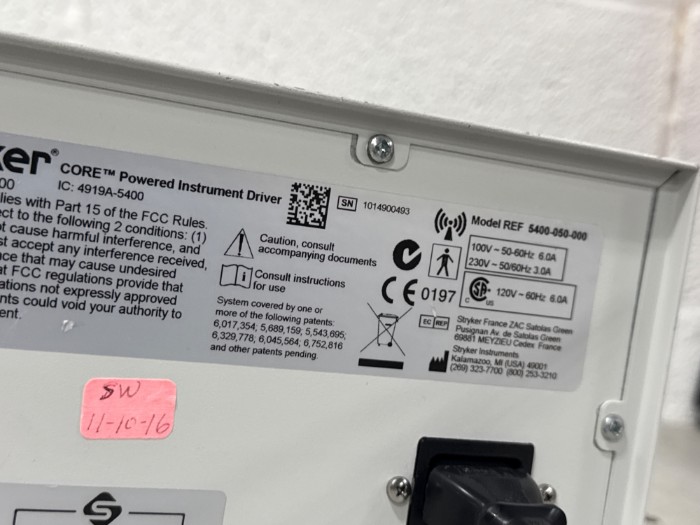 ker CORE™ Powered Instrument Driver
00 IC: 4919A-5400
lies with Part 15 of the FCC Rules.
ect to the following 2 conditions: (1)
t cause harmful interference, and
st accept any interference received,
ce that may cause undesired
at FCC regulations provide that
ations not expressly approved
nts could void your authority to
ent.
SN 1014900493
Caution, consult
accompanying documents
Consult instructions
for use
System covered by one or
more of the following patents:
6,017,354; 5,689,159; 5,543,695;
6,329,778; 6,045,564; 6,752,816
and other patents pending.
Model REF 5400-050-000
100V ~ 50-60Hz 6.0A
230V ~ 50/60Hz 3.0A
CE 0197
C SA US 120V ~ 60Hz 6.0A
EC REP
Stryker France ZAC Satolas Green
Pusignan Av. de Satolas Green
69881 MEYZIEU Cedex France
Stryker Instruments
Kalamazoo, MI (USA) 49001
(269) 323-7700 (800) 253-3210
SW
11-10-16